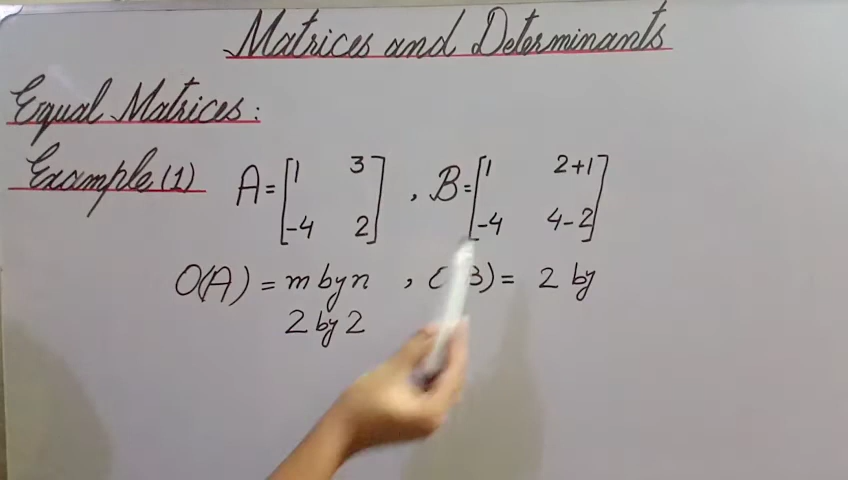 Matrices and Determinants
Equal Matrices:
Example (1) A = [1 3 , B = [1 2+1]
-4 2] -4 4-2]
O(A) = m by n , O(B) = 2 by
2 by 2